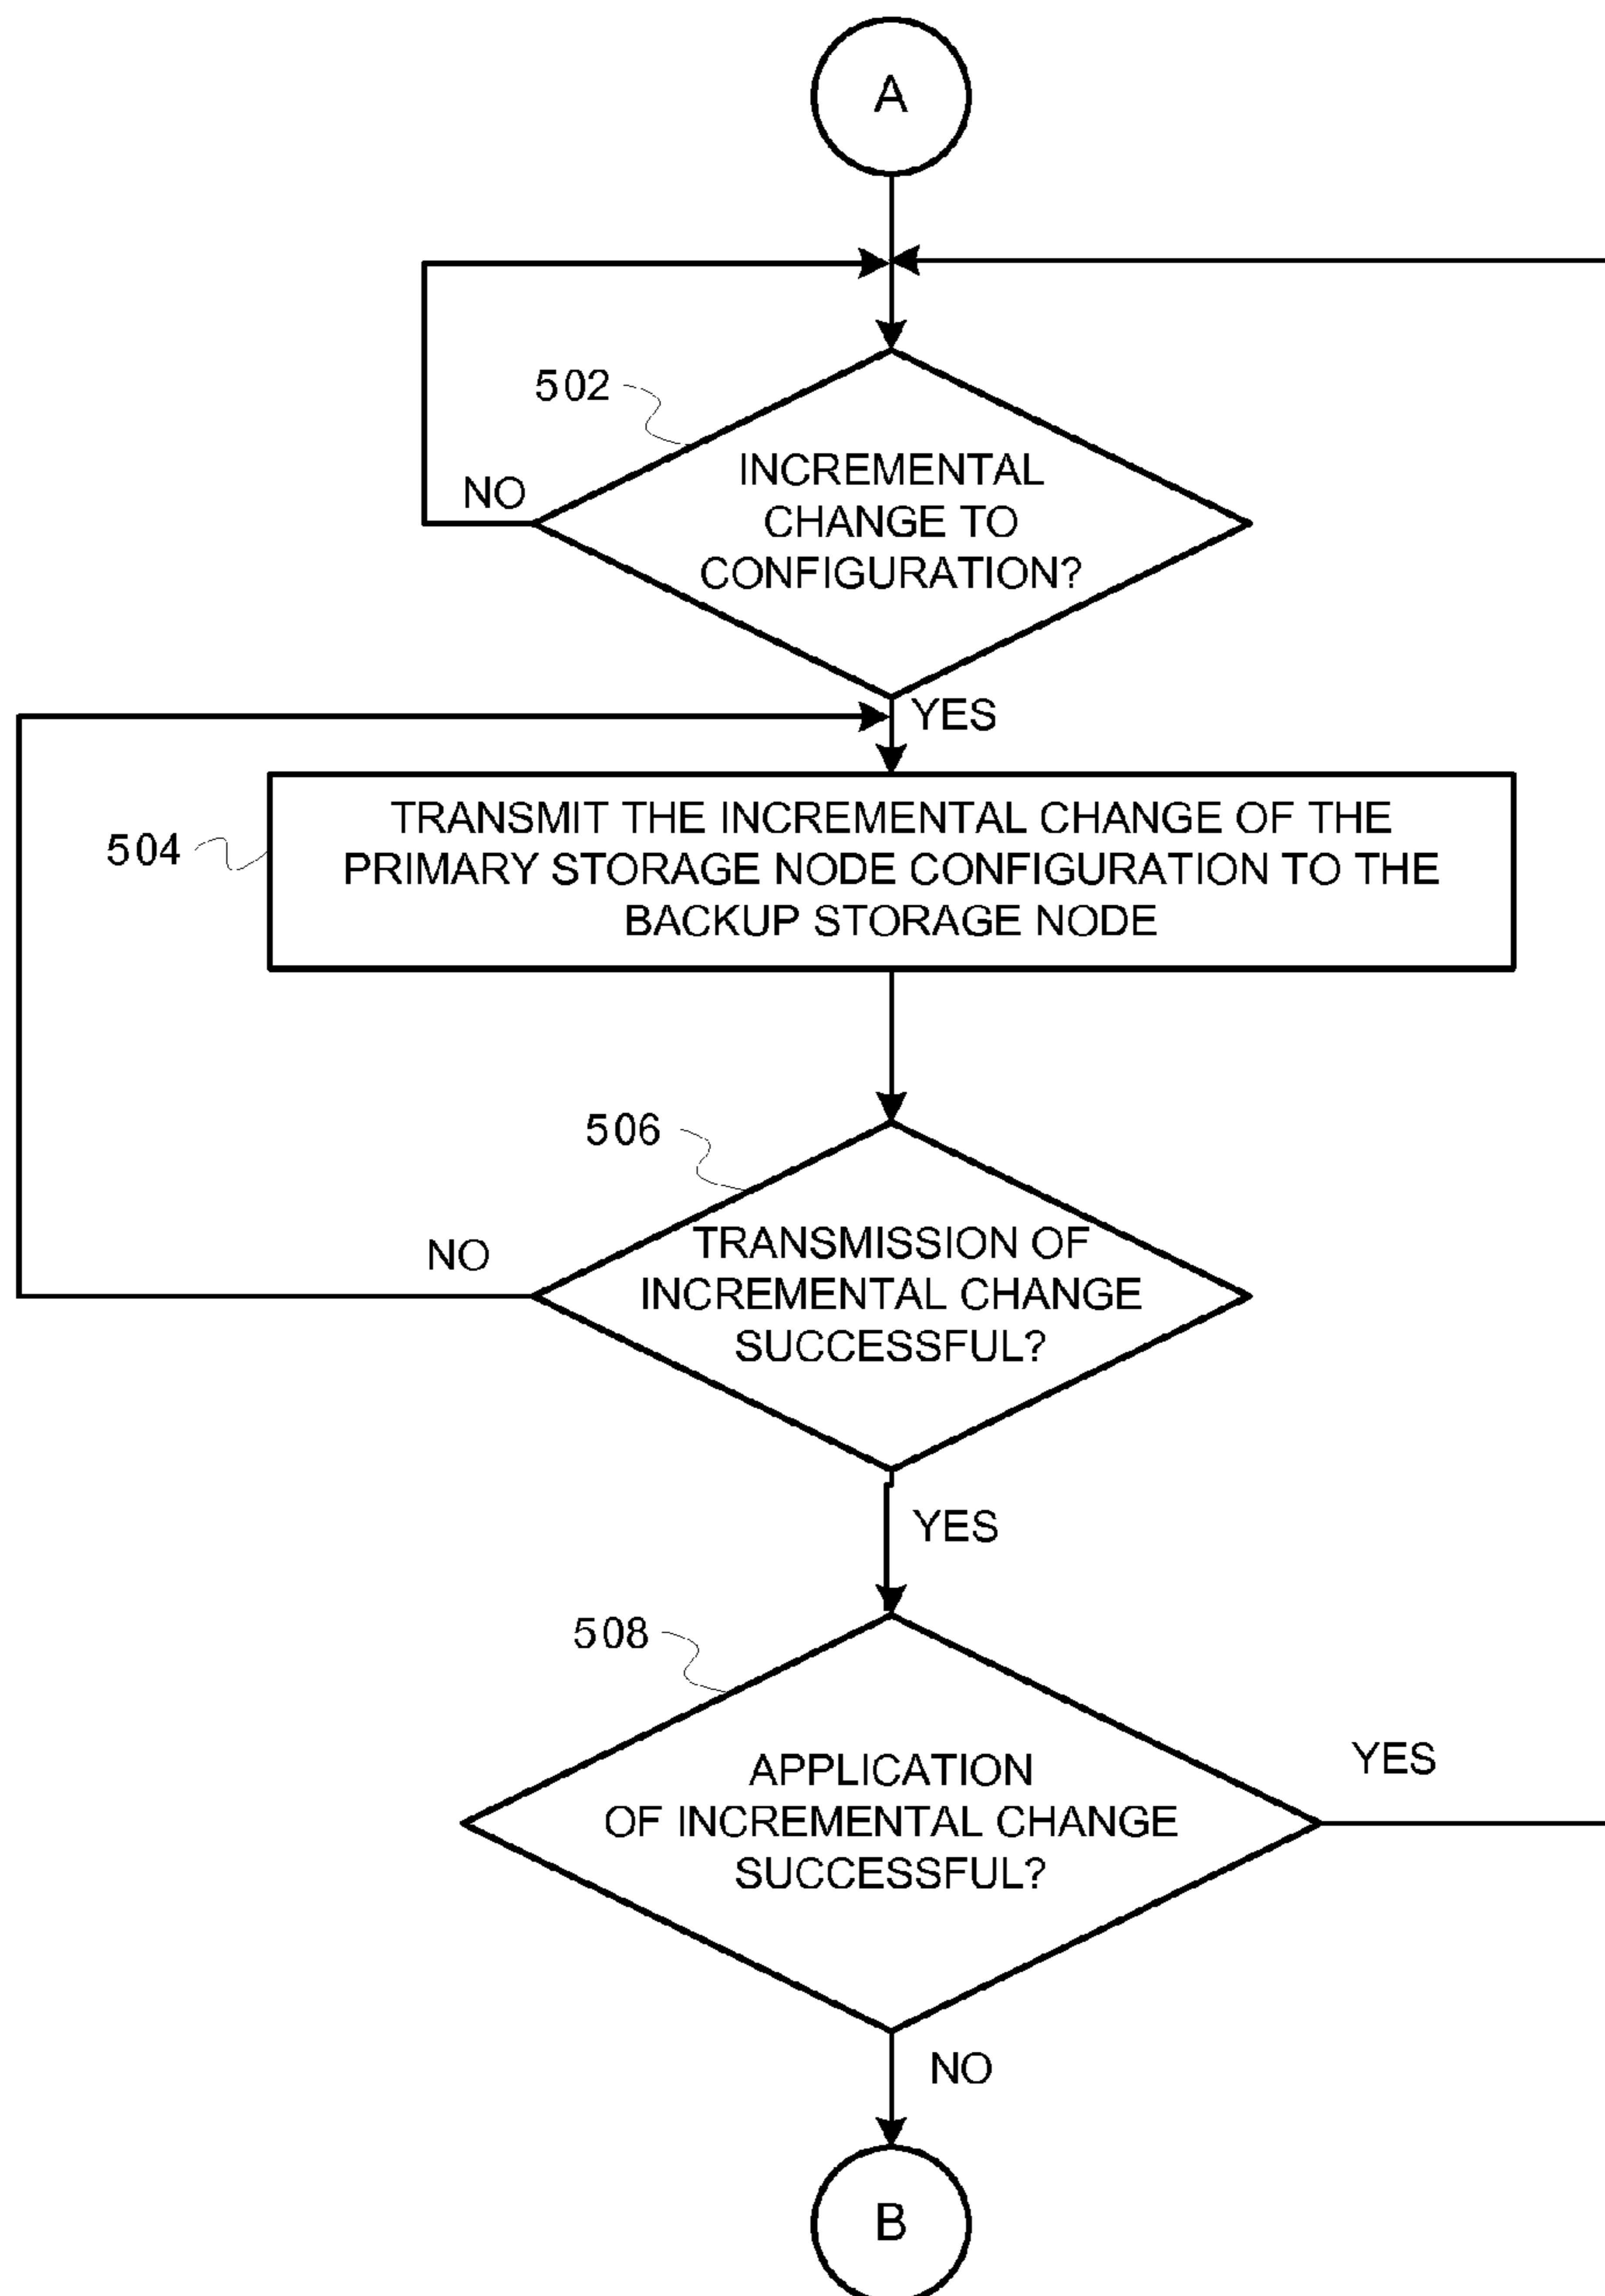 A
502
INCREMENTAL
CHANGE TO
CONFIGURATION?
NO
YES
504
TRANSMIT THE INCREMENTAL CHANGE OF THE
PRIMARY STORAGE NODE CONFIGURATION TO THE
BACKUP STORAGE NODE
506
TRANSMISSION OF
INCREMENTAL CHANGE
SUCCESSFUL?
NO
YES
508
APPLICATION
OF INCREMENTAL CHANGE
SUCCESSFUL?
YES
NO
B